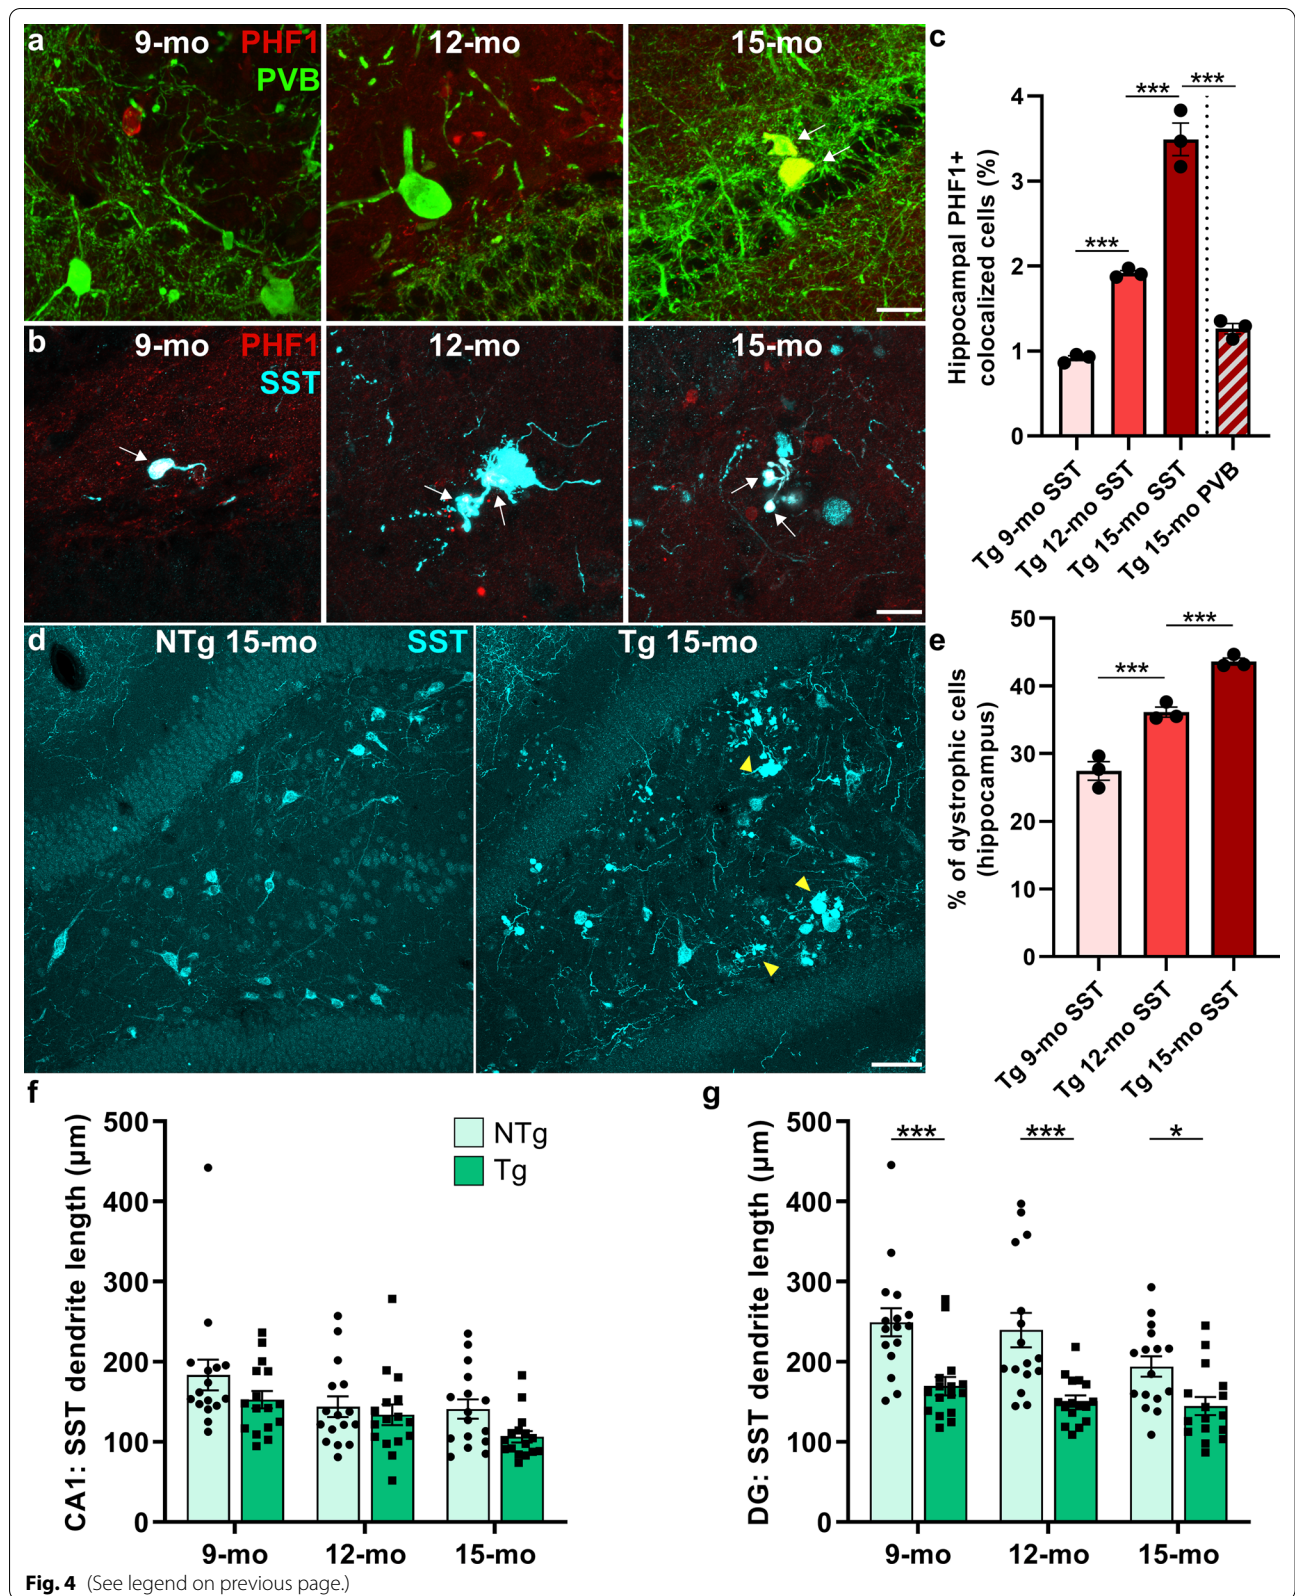 a
9-mo PHF1
PVB
12-mo
15-mo
b
9-mo PHF1
SST
12-mo
15-mo
c
Hippocampal PHF1+
colocalized cells (%)
4
3
2
1
0
***
***
***
Tg 9-mo SST
Tg 12-mo SST
Tg 15-mo SST
Tg 15-mo PVB
d
NTg 15-mo
SST
Tg 15-mo
e
% of dystrophic cells
(hippocampus)
50
40
30
20
10
0
***
***
Tg 9-mo SST
Tg 12-mo SST
Tg 15-mo SST
f
CA1: SST dendrite length (µm)
500
400
300
200
100
0
NTg
Tg
9-mo
12-mo
15-mo
g
DG: SST dendrite length (µm)
500
400
300
200
100
0
***
***
*
9-mo
12-mo
15-mo
Fig. 4 (See legend on previous page.)